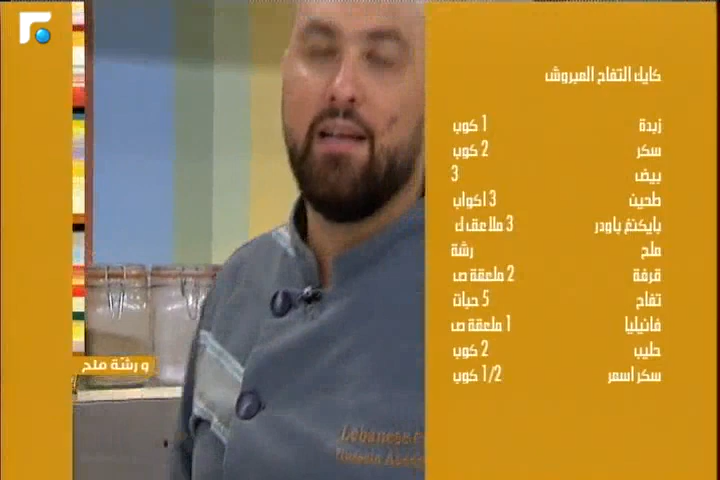 كايك التفاح المبروش
زبدة 1 كوب
سكر 2 كوب
بيض 3
طحين 3 اكواب
بايكنغ باودر 3 ملاعق ك
ملح رشة
قرفة 2 ملعقة ص
تفاح 5 حبات
فانيليا 1 ملعقة ص
حليب 2 كوب
سكر اسمر 1/2 كوب
و رشّة ملح
Lebanese